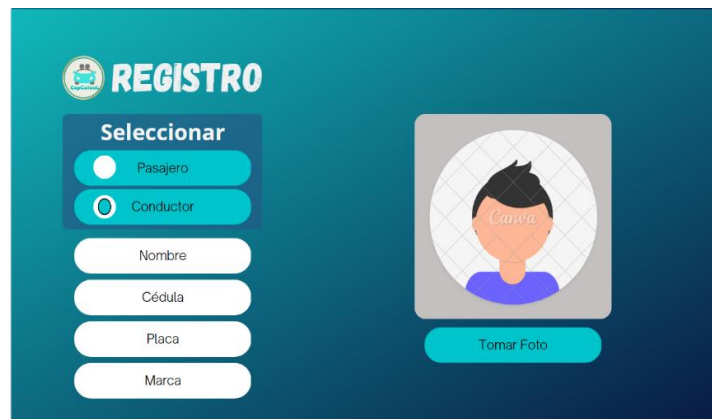 REGISTRO
Seleccionar
Pasajero
Conductor
Nombre
Cédula
Placa
Marca
Canva
Tomar Foto